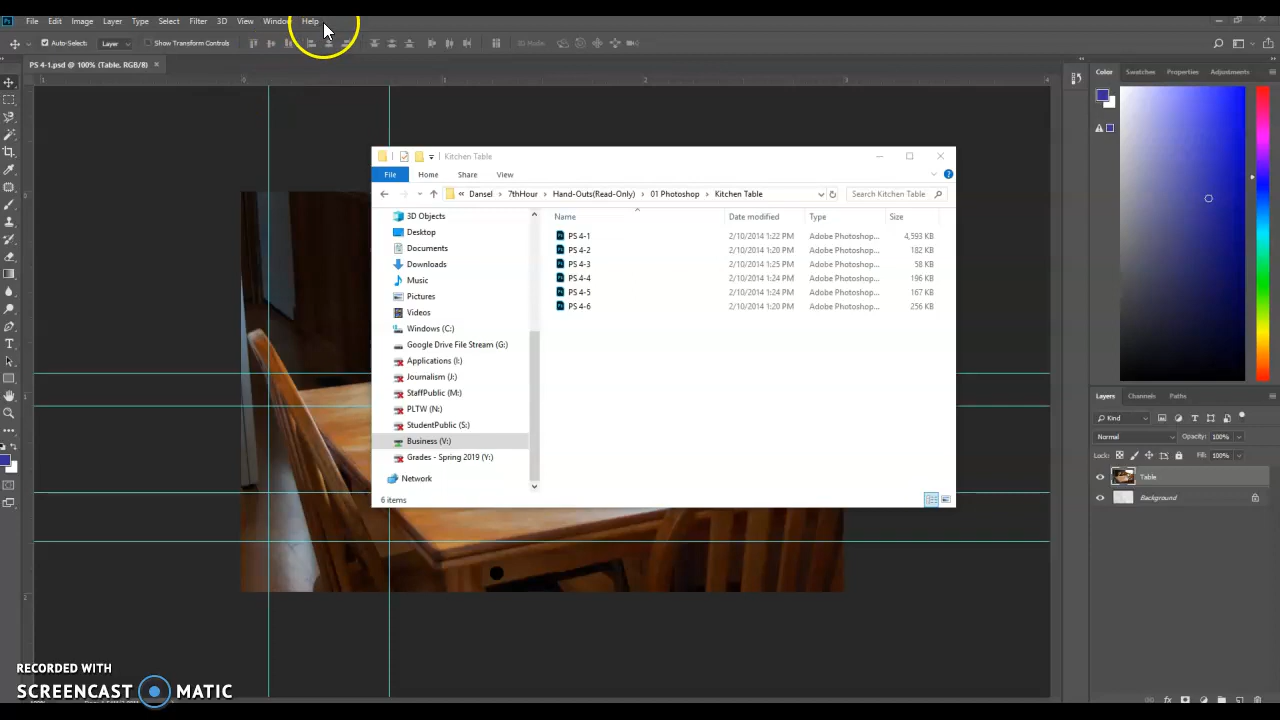 Ps File Edit Image Layer Type Select Filter 3D View Window Help
Auto-Select: Layer Show Transform Controls 3D Mode:
PS 4-1.psd @ 100% (Table, RGB/8) ×
Color Swatches Properties Adjustments
Kitchen Table
File Home Share View
« Dansel > 7thHour > Hand-Outs(Read-Only) > 01 Photoshop > Kitchen Table Search Kitchen Table
Name Date modified Type Size
3D Objects
Desktop
Documents
Downloads
Music
Pictures
Videos
Windows (C:)
Google Drive File Stream (G:)
Applications (I:)
Journalism (J:)
StaffPublic (M:)
PLTW (N:)
StudentPublic (S:)
Business (V:)
Grades - Spring 2019 (Y:)
Network
PS 4-1 2/10/2014 1:22 PM Adobe Photoshop... 4,593 KB
PS 4-2 2/10/2014 1:20 PM Adobe Photoshop... 182 KB
PS 4-3 2/10/2014 1:25 PM Adobe Photoshop... 58 KB
PS 4-4 2/10/2014 1:24 PM Adobe Photoshop... 196 KB
PS 4-5 2/10/2014 1:24 PM Adobe Photoshop... 167 KB
PS 4-6 2/10/2014 1:20 PM Adobe Photoshop... 256 KB
6 items
Layers Channels Paths
Kind
Normal Opacity: 100%
Locks: Fill: 100%
Table
Background
RECORDED WITH
SCREENCAST MATIC